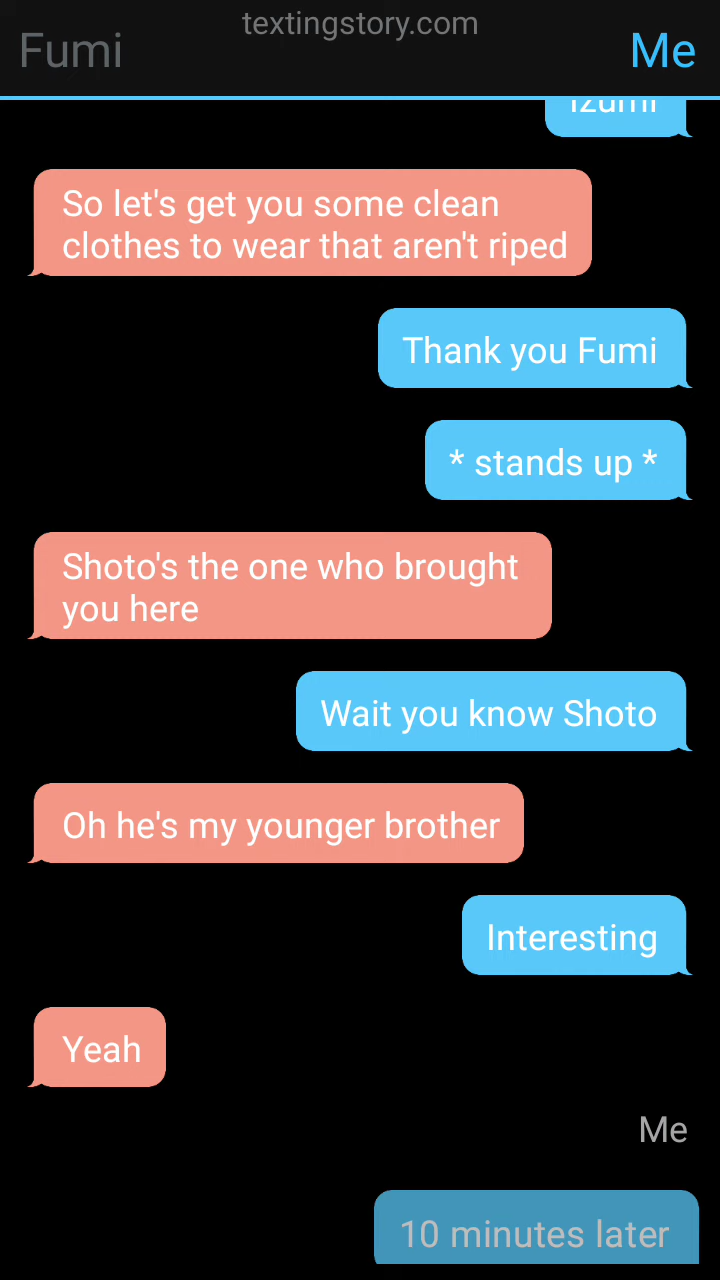 textingstory.com
Fumi
Me
Izumi
So let's get you some clean
clothes to wear that aren't riped
Thank you Fumi
* stands up *
Shoto's the one who brought
you here
Wait you know Shoto
Oh he's my younger brother
Interesting
Yeah
Me
10 minutes later